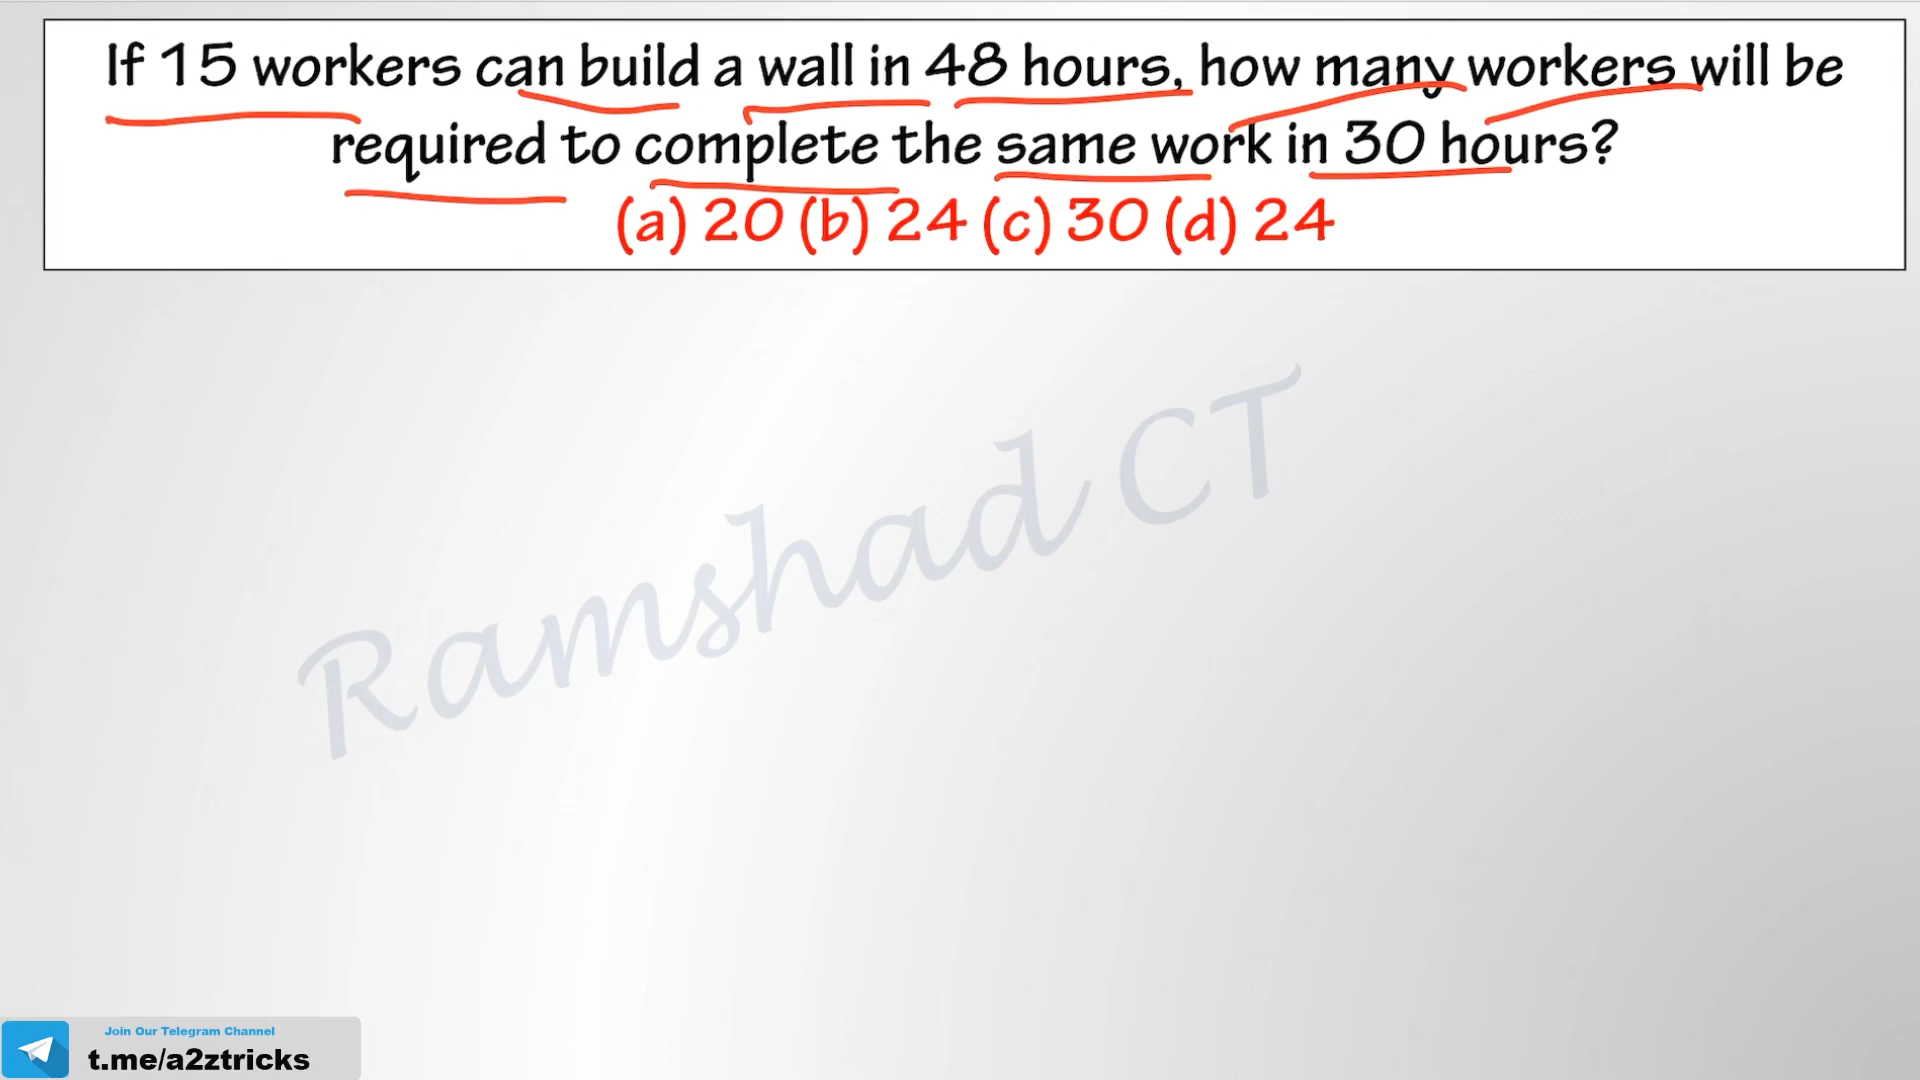 If 15 workers can build a wall in 48 hours, how many workers will be
required to complete the same work in 30 hours?
(a) 20 (b) 24 (c) 30 (d) 24
Ramshad CT
Join Our Telegram Channel
t.me/a2ztricks